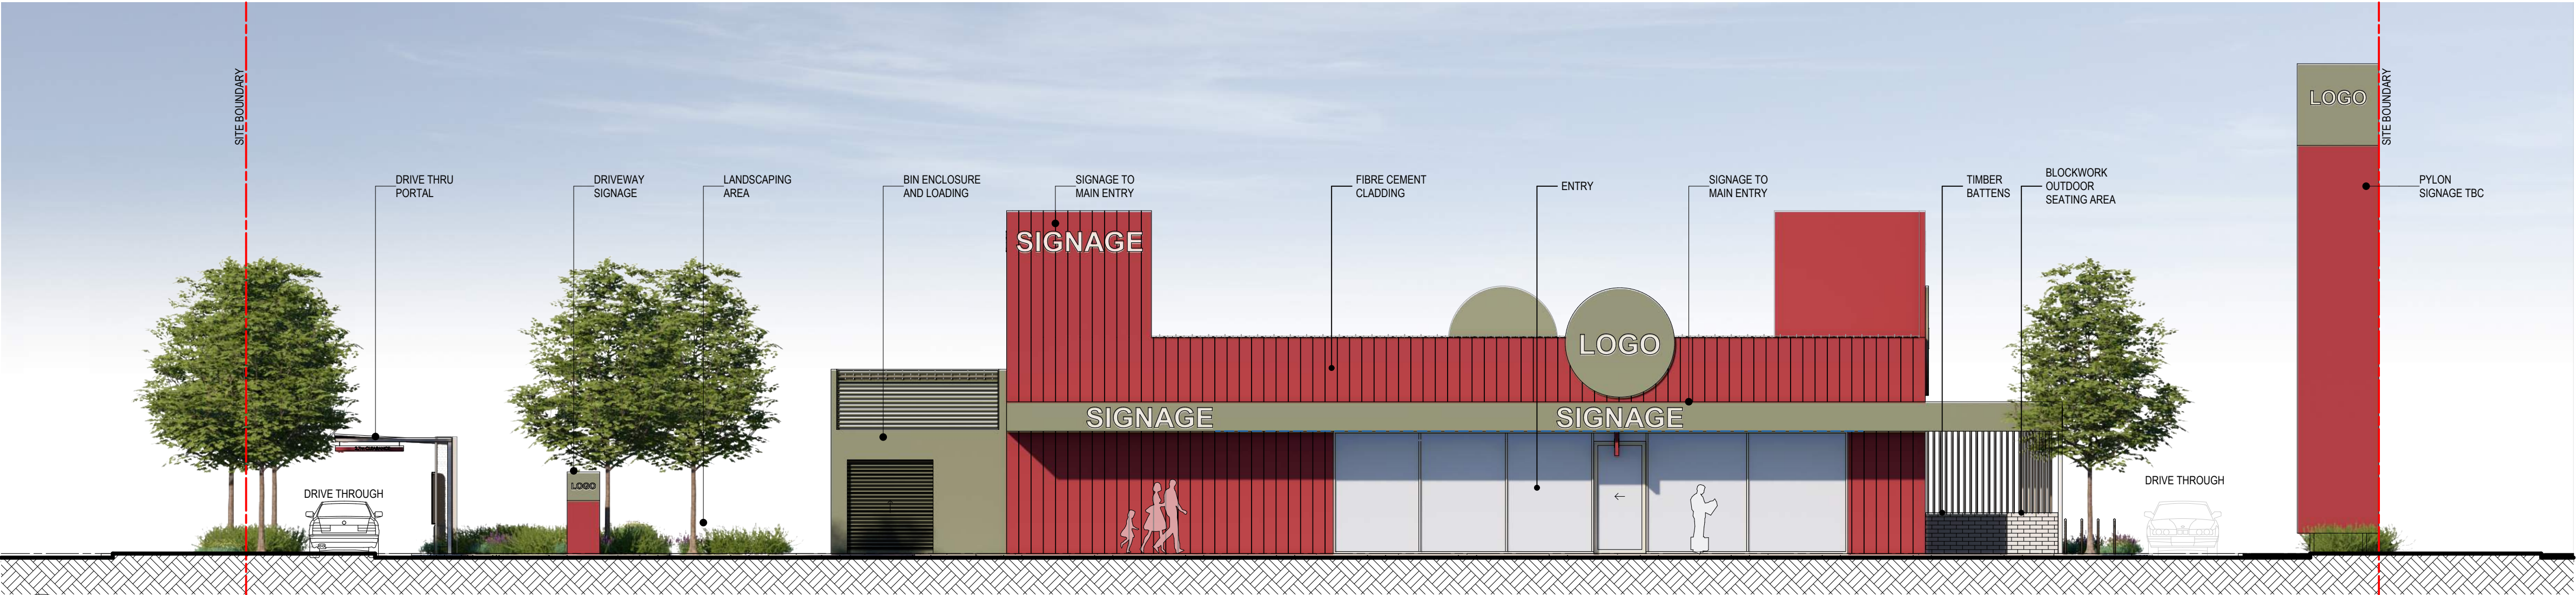 SITE BOUNDARY
DRIVE THRU
PORTAL
DRIVEWAY
SIGNAGE
LANDSCAPING
AREA
BIN ENCLOSURE
AND LOADING
SIGNAGE TO
MAIN ENTRY
FIBRE CEMENT
CLADDING
ENTRY
SIGNAGE TO
MAIN ENTRY
TIMBER
BATTENS
BLOCKWORK
OUTDOOR
SEATING AREA
LOGO
SITE BOUNDARY
PYLON
SIGNAGE TBC
SIGNAGE
LOGO
SIGNAGE
SIGNAGE
LOGO
DRIVE THROUGH
DRIVE THROUGH